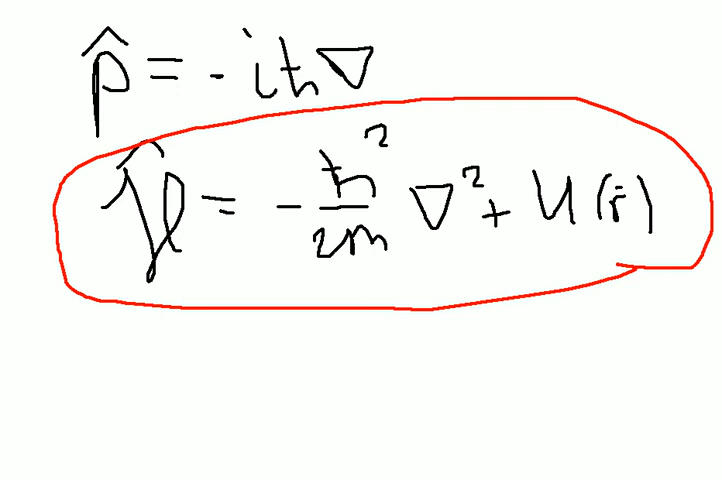 p̂ = -iħ∇
Ĥ = -ħ²/2m ∇² + U(r⃗)